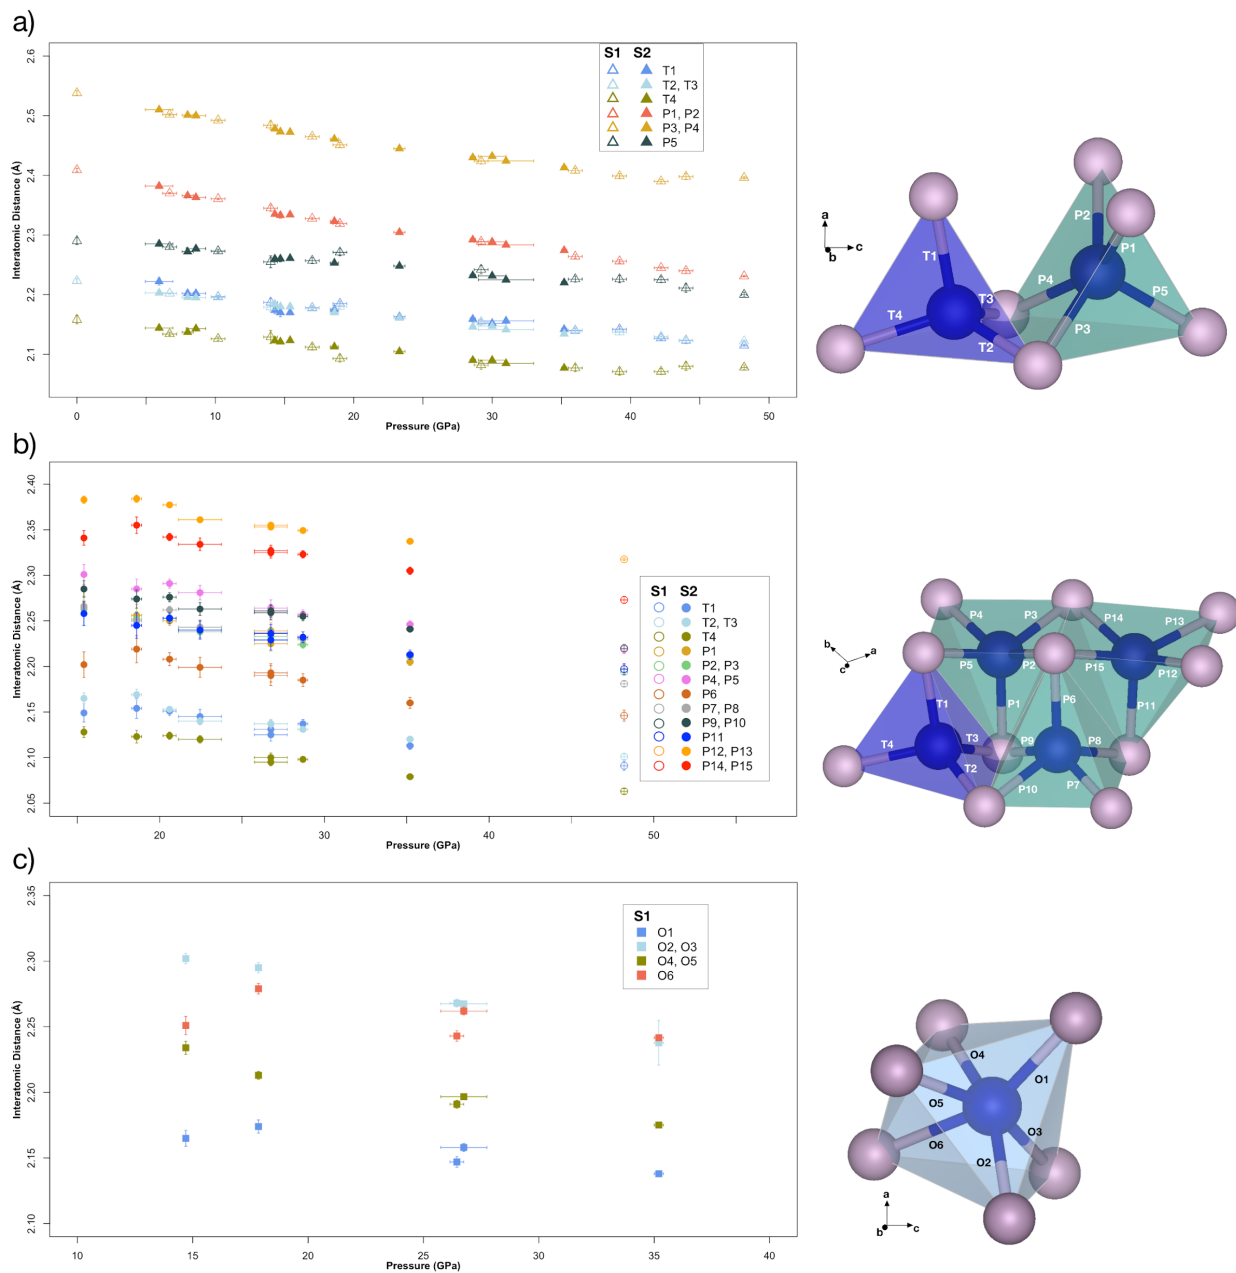 a)
Interatomic Distance (Å)
2.6
2.5
2.4
2.3
2.2
2.1
0
10
20
30
40
50
Pressure (GPa)
S1 S2
T1
T2, T3
T4
P1, P2
P3, P4
P5
a
c
b
T1
T4
T3
T2
P2
P1
P4
P5
P3
b)
Interatomic Distance (Å)
2.40
2.35
2.30
2.25
2.20
2.15
2.10
2.05
20
30
40
50
Pressure (GPa)
S1 S2
T1
T2, T3
T4
P1
P2, P3
P4, P5
P6
P7, P8
P9, P10
P11
P12, P13
P14, P15
b
a
c
P4
P3
P14
P13
P5
P2
P15
P12
T1
P1
P6
P11
T4
T3
P9
P8
T2
P10
P7
c)
Interatomic Distance (Å)
2.35
2.30
2.25
2.20
2.15
2.10
10
15
20
25
30
35
40
Pressure (GPa)
S1
O1
O2, O3
O4, O5
O6
O4
O1
O5
O6
O3
O2
a
b
c